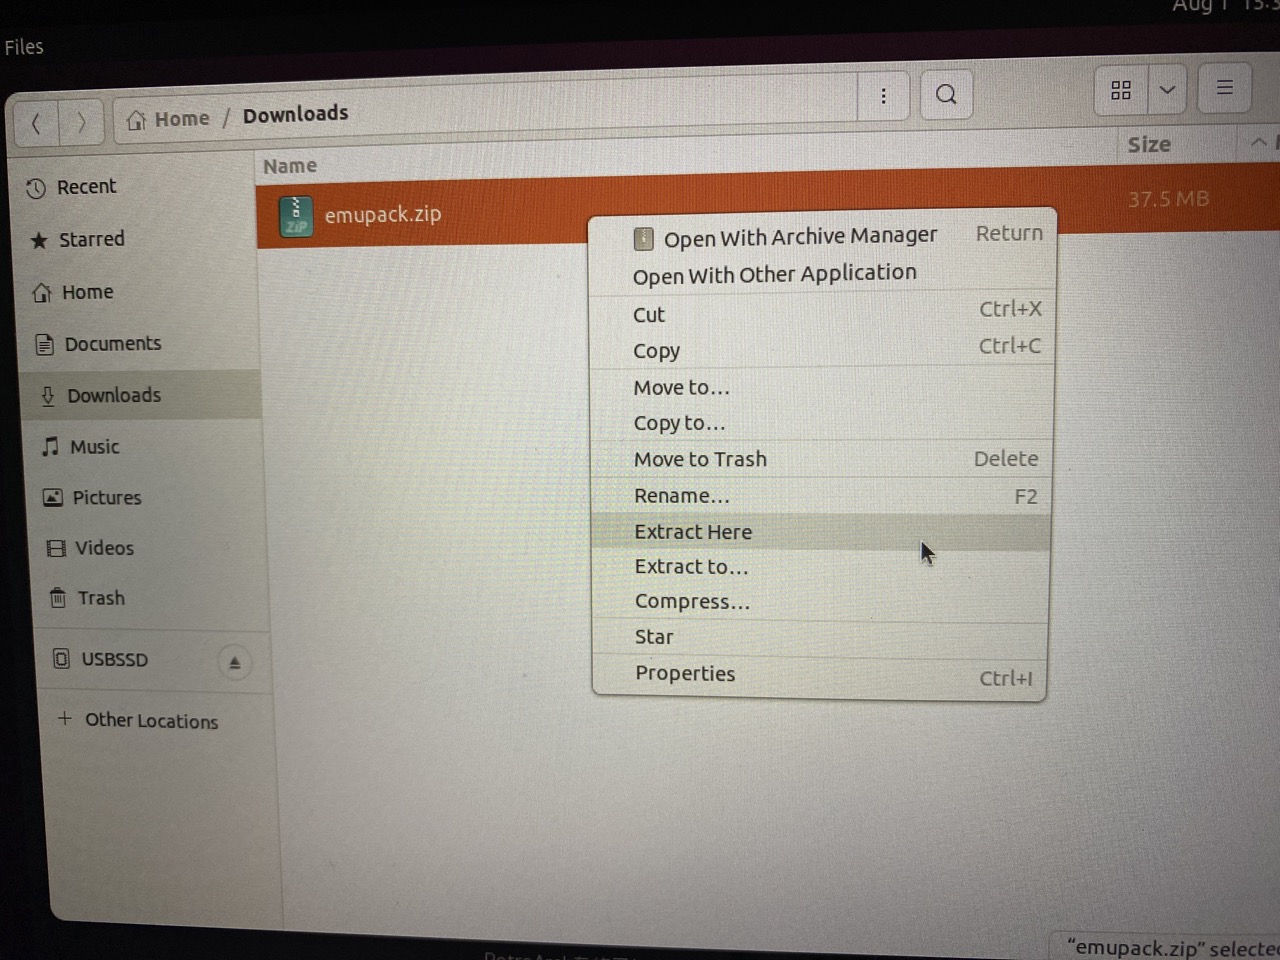 Aug 1 15:3
Files
Home / Downloads
Name
Size
Recent
Starred
Home
Documents
Downloads
Music
Pictures
Videos
Trash
USBSSD
Other Locations
ZIP
emupack.zip
37.5 MB
Open With Archive Manager Return
Open With Other Application
Cut Ctrl+X
Copy Ctrl+C
Move to...
Copy to...
Move to Trash Delete
Rename... F2
Extract Here
Extract to...
Compress...
Star
Properties Ctrl+I
"emupack.zip" selected